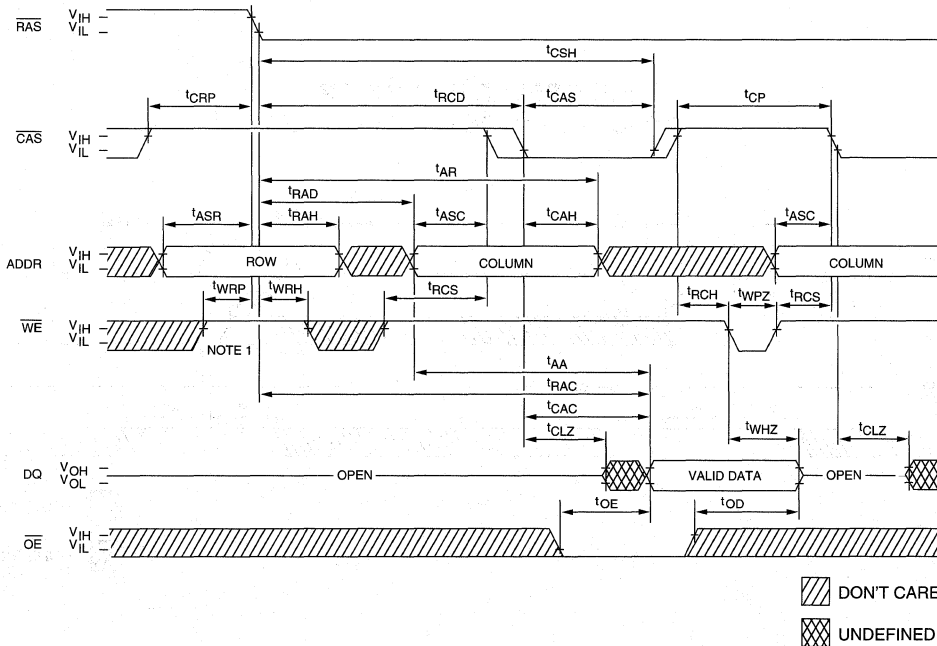 RAS VIH VIL
tCSH
tCRP tRCD tCAS tCP
CAS VIH VIL
tAR
tRAD
tASR tRAH tASC tCAH tASC
ADDR VIH VIL ROW COLUMN COLUMN
tWRP tWRH tRCS tRCH tWPZ tRCS
WE VIH VIL
NOTE 1
tAA
tRAC
tCAC
tCLZ tWHZ tCLZ
DQ VOH VOL OPEN VALID DATA OPEN
tOE tOD
OE VIH VIL
DON'T CARE
UNDEFINED